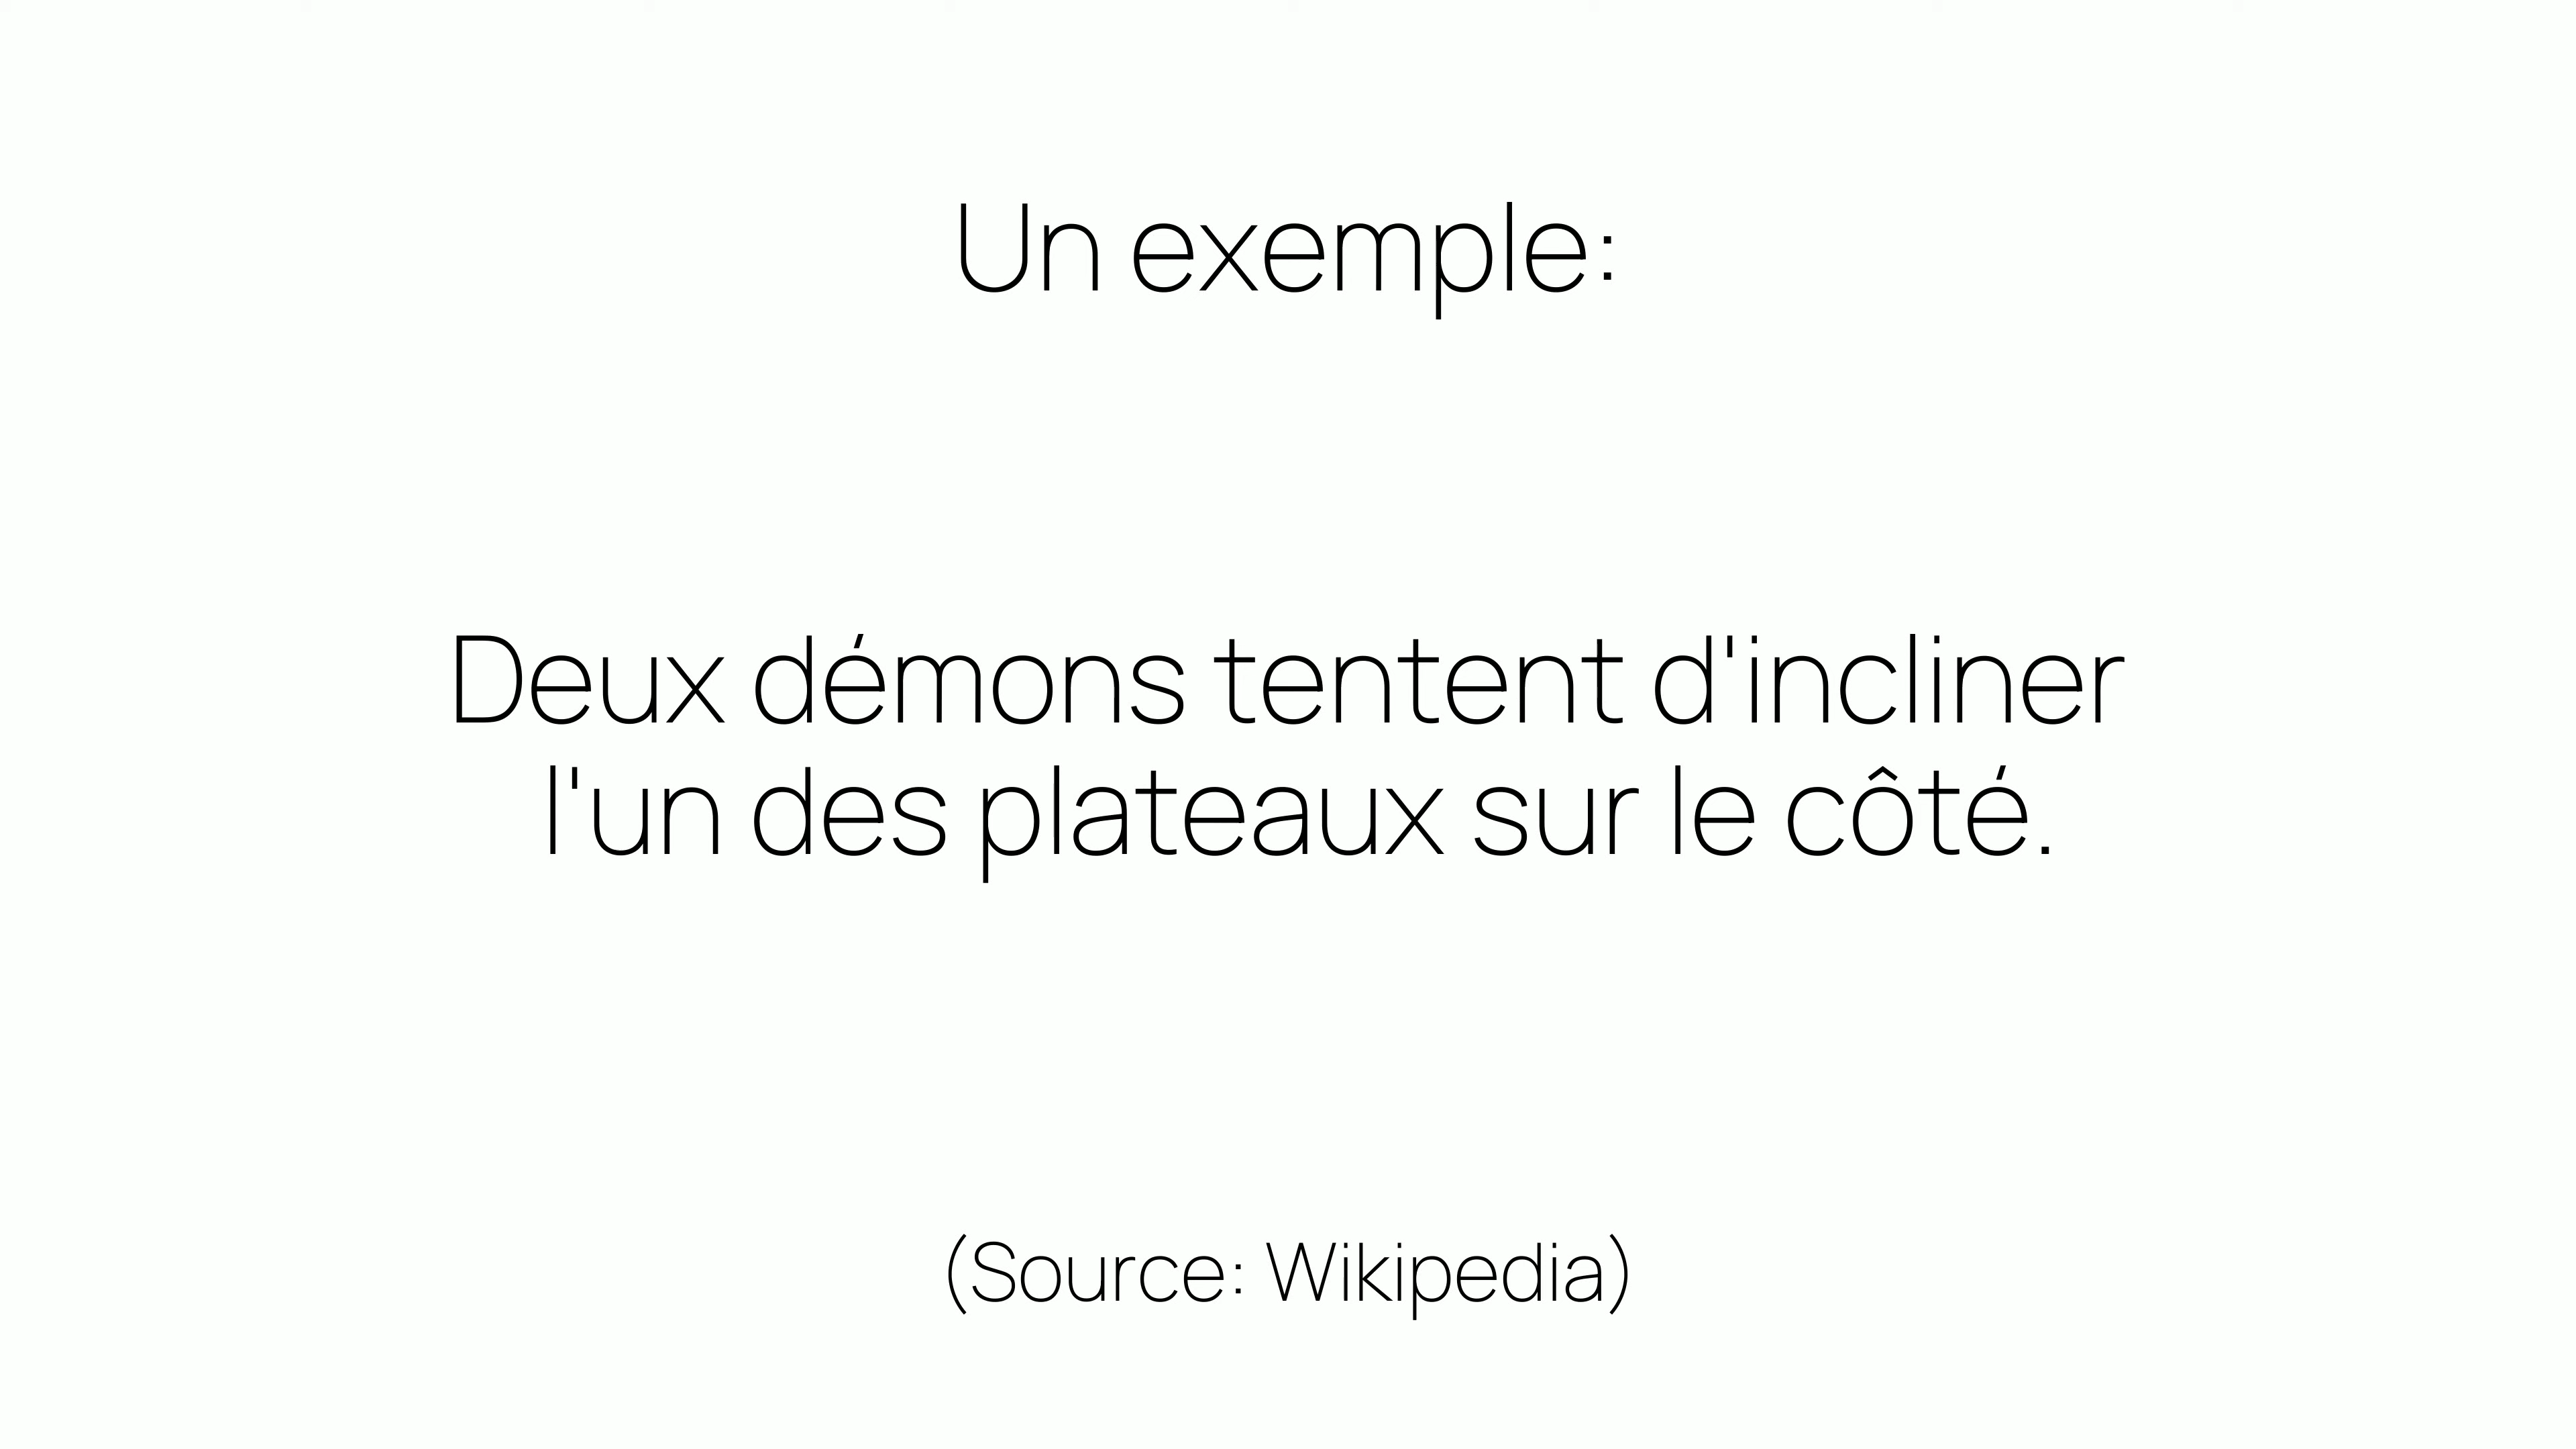 Un exemple:
Deux démons tentent d'incliner
l'un des plateaux sur le côté.
(Source: Wikipedia)